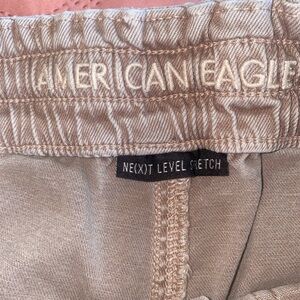 AMERICAN EAGLE
NE(X)T LEVEL STRETCH